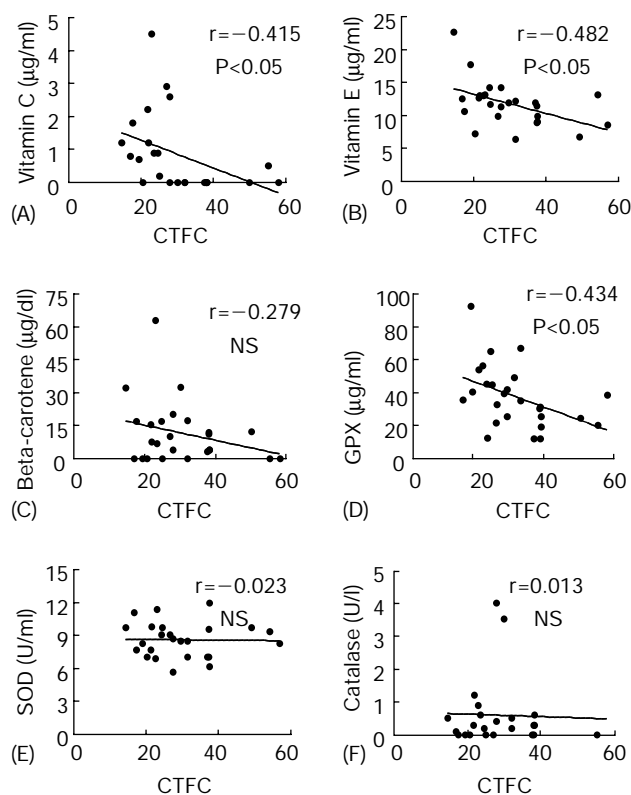 r=−0.415
P<0.05
Vitamin C (μg/ml)
5
4
3
2
1
0
0 20 40 60
CTFC
(A)
r=−0.482
P<0.05
Vitamin E (μg/ml)
25
20
15
10
5
0
0 20 40 60
CTFC
(B)
r=−0.279
NS
Beta-carotene (μg/dl)
75
60
45
30
15
0
0 20 40 60
CTFC
(C)
r=−0.434
P<0.05
GPX (μg/ml)
100
80
60
40
20
0
0 20 40 60
CTFC
(D)
r=−0.023
NS
SOD (U/ml)
15
12
9
6
3
0
0 20 40 60
CTFC
(E)
r=0.013
NS
Catalase (U/l)
5
4
3
2
1
0
0 20 40 60
CTFC
(F)